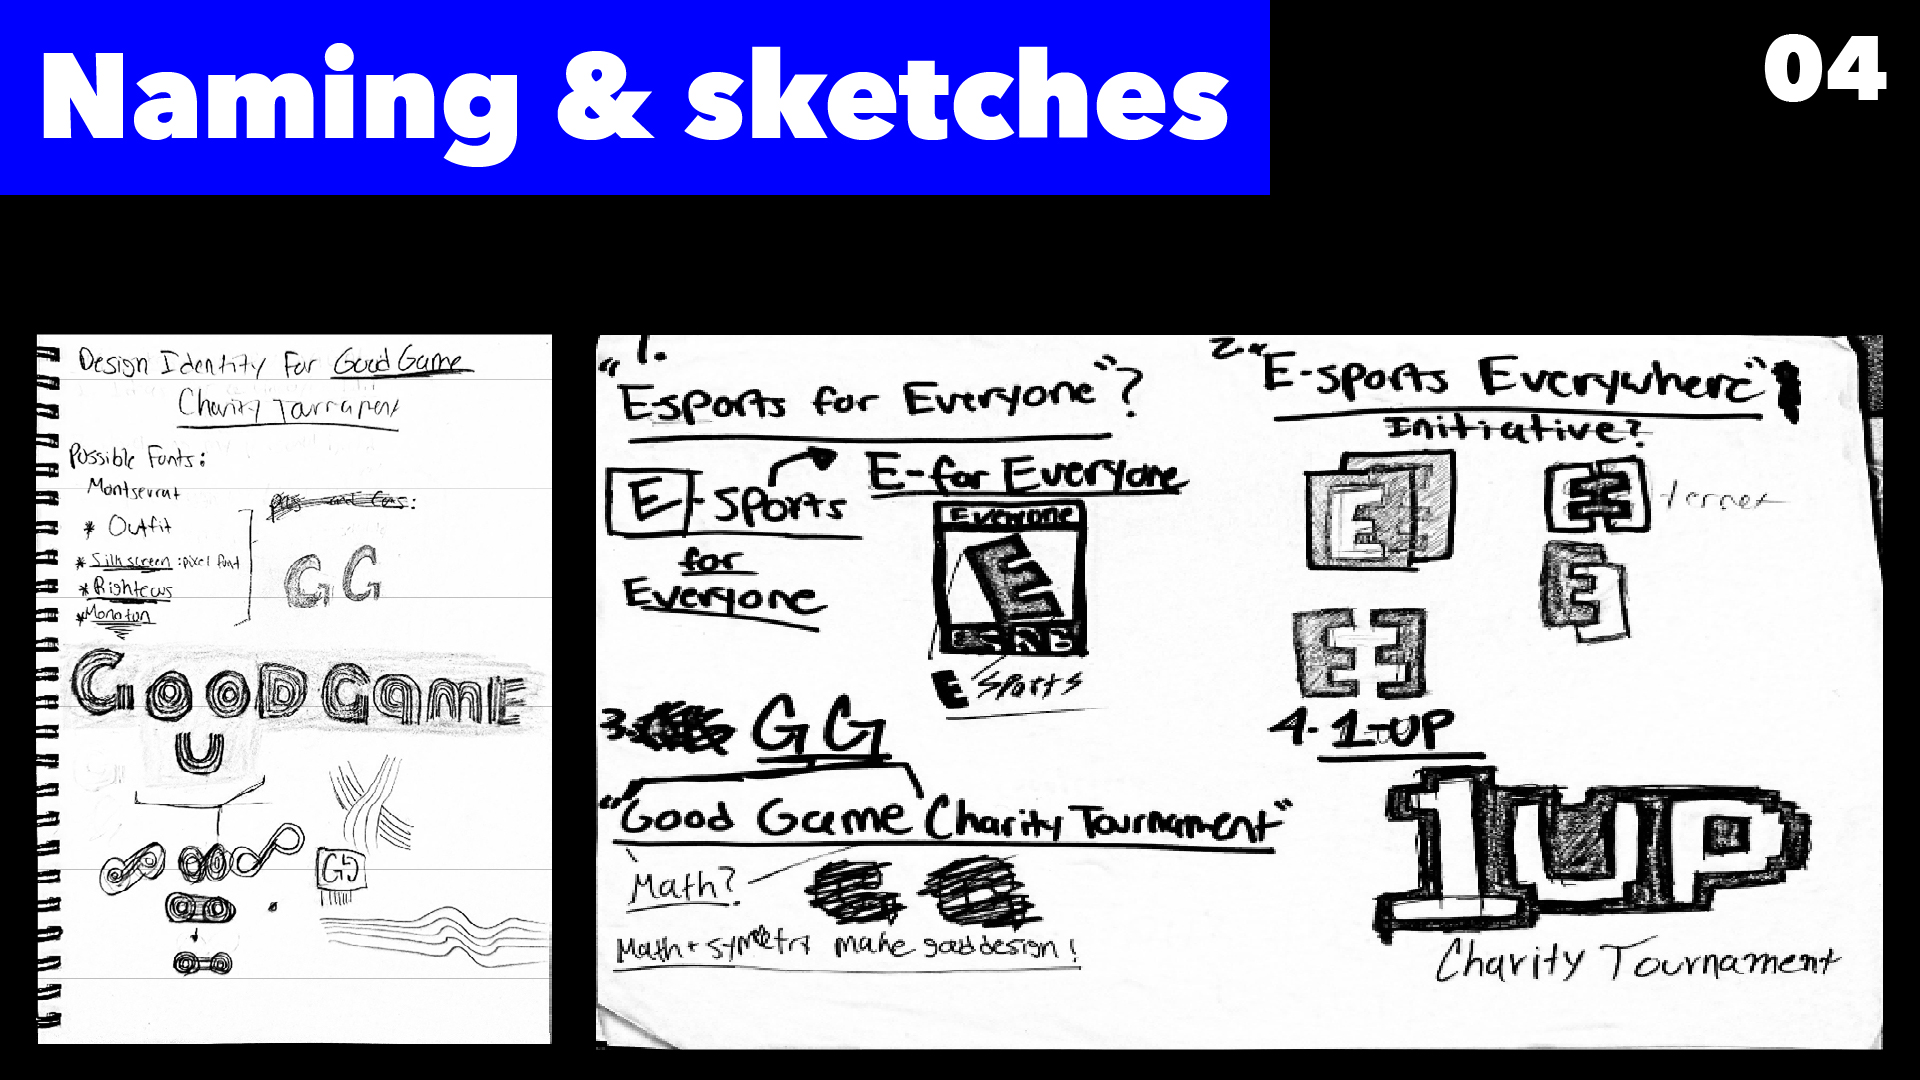 Naming & sketches
04
Design Identity For Good Game
Charity Tournament
Possible Fonts:
Montserrat
* Outfit
* Silkscreen : pixel font
* Righteous
* Monoton
GG
GOOD GAME
U
GG
1.
"Esports for Everyone"?
E-sports
for
Everyone
E-for Everyone
Everyone
E
ESRB
E sports
2. "E-sports Everywhere"
Initiative?
E
E
ternet
E
E
3. GG
"Good Game Charity Tournament"
Math?
Math + symmetry make good design!
4. 1-UP
1UP
Charity Tournament